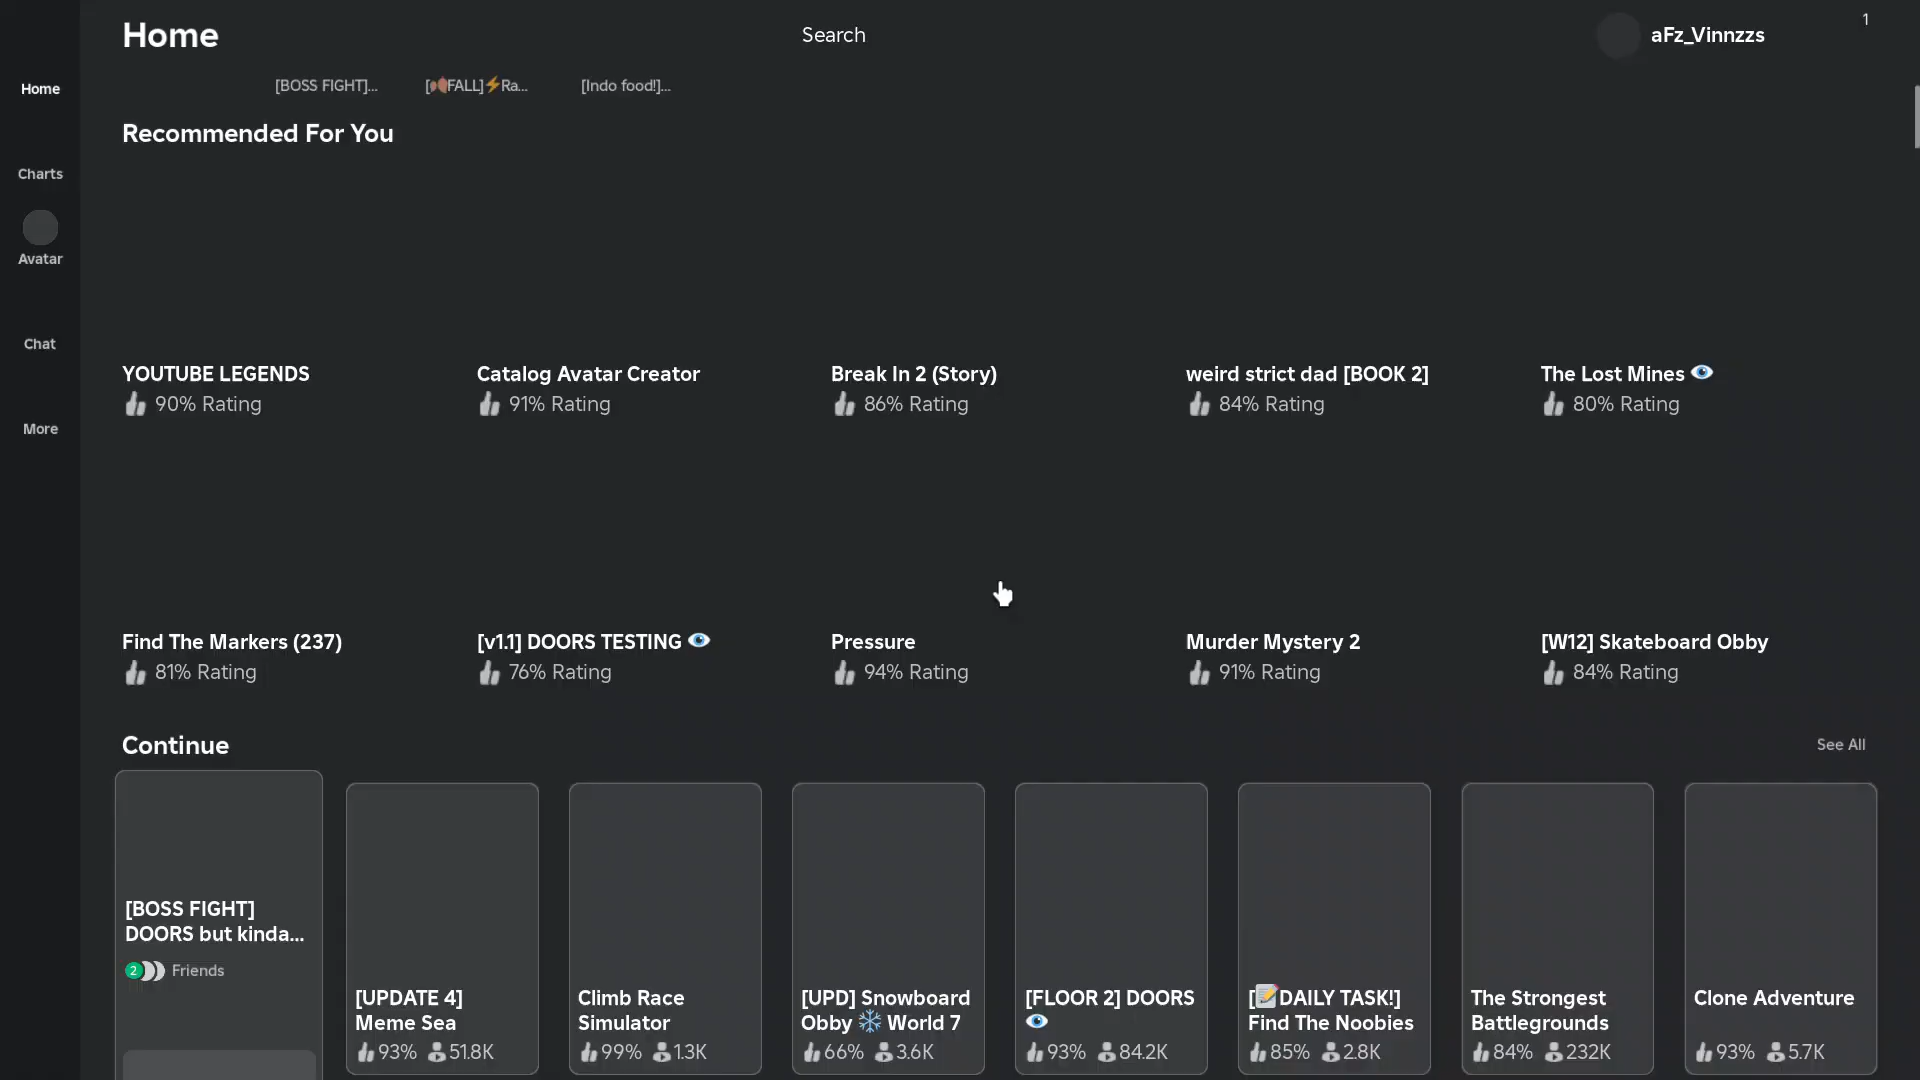 Home
Search
aFz_Vinnzzs
1
Home
Charts
Avatar
Chat
More
[BOSS FIGHT]...
[🍂FALL]⚡Ra...
[Indo food!]...
Recommended For You
YOUTUBE LEGENDS
90% Rating
Catalog Avatar Creator
91% Rating
Break In 2 (Story)
86% Rating
weird strict dad [BOOK 2]
84% Rating
The Lost Mines 👁️
80% Rating
Find The Markers (237)
81% Rating
[v1.1] DOORS TESTING 👁️
76% Rating
Pressure
94% Rating
Murder Mystery 2
91% Rating
[W12] Skateboard Obby
84% Rating
Continue
See All
[BOSS FIGHT]
DOORS but kinda...
2
Friends
[UPDATE 4]
Meme Sea
93% 51.8K
Climb Race
Simulator
99% 1.3K
[UPD] Snowboard
Obby ❄️ World 7
66% 3.6K
[FLOOR 2] DOORS
👁️
93% 84.2K
[📝DAILY TASK!]
Find The Noobies
85% 2.8K
The Strongest
Battlegrounds
84% 232K
Clone Adventure
93% 5.7K